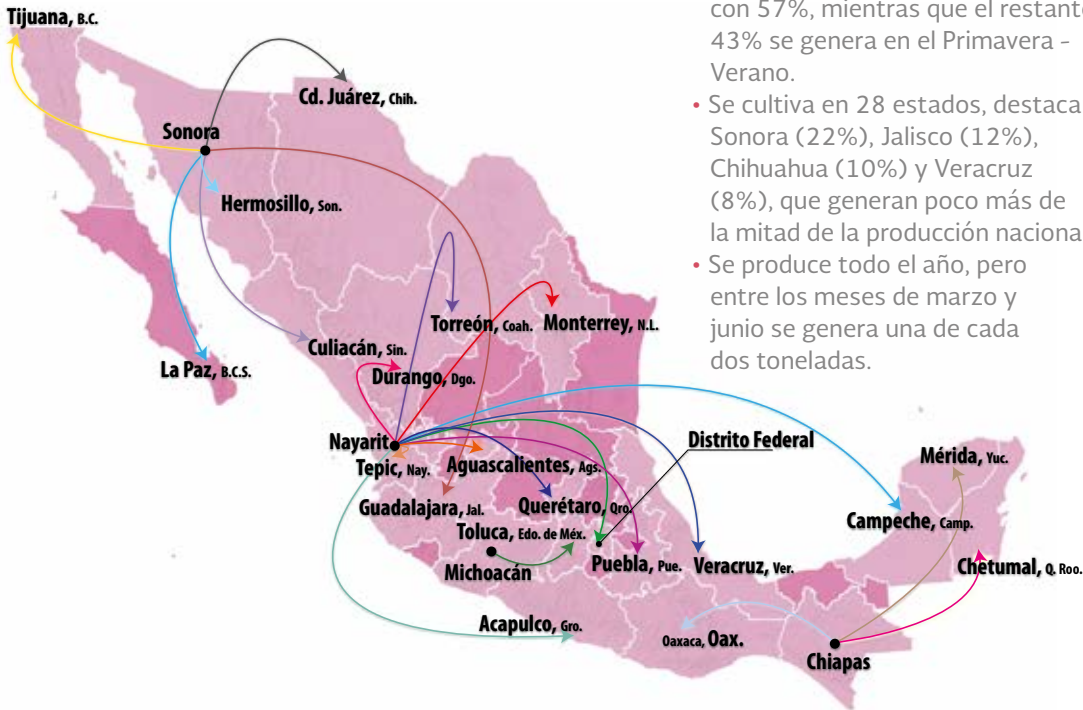 con 57%, mientras que el restante
43% se genera en el Primavera -
Verano.
• Se cultiva en 28 estados, destaca
Sonora (22%), Jalisco (12%),
Chihuahua (10%) y Veracruz
(8%), que generan poco más de
la mitad de la producción naciona
• Se produce todo el año, pero
entre los meses de marzo y
junio se genera una de cada
dos toneladas.
Tijuana, B.C.
Cd. Juárez, Chih.
Sonora
Hermosillo, Son.
Torreón, Coah.
Monterrey, N.L.
Culiacán, Sin.
La Paz, B.C.S.
Durango, Dgo.
Nayarit
Distrito Federal
Tepic, Nay.
Aguascalientes, Ags.
Mérida, Yuc.
Guadalajara, Jal.
Querétaro, Qro.
Campeche, Camp.
Toluca, Edo. de Méx.
Michoacán
Puebla, Pue.
Veracruz, Ver.
Chetumal, Q. Roo.
Acapulco, Gro.
Oaxaca, Oax.
Chiapas